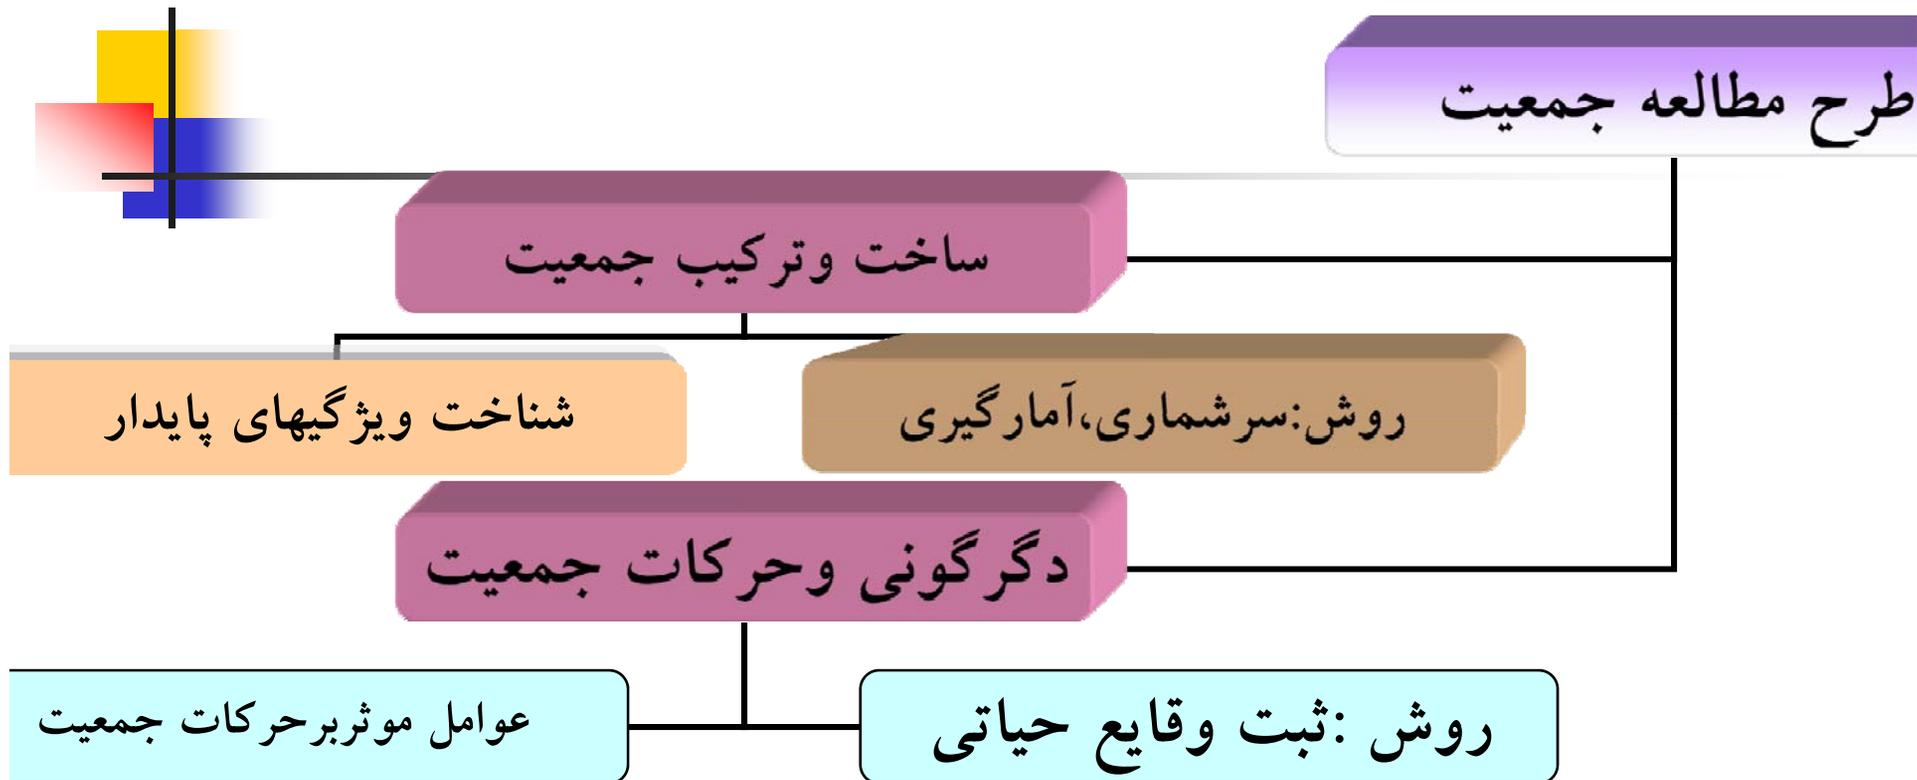 طرح مطالعه جمعیت
ساخت وترکیب جمعیت
روش:سرشماری،آمارگیری
شناخت ویژگیهای پایدار
دگرگونی وحرکات جمعیت
روش :ثبت وقایع حیاتی
عوامل موثربرحرکات جمعیت